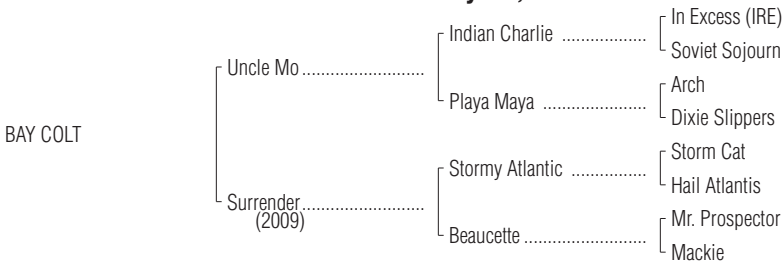 In Excess (IRE)
Indian Charlie ..................
Soviet Sojourn
Uncle Mo ..........................
Arch
Playa Maya ......................
Dixie Slippers
BAY COLT
Storm Cat
Stormy Atlantic ................
Hail Atlantis
Surrender..........................
(2009)
Mr. Prospector
Beaucette ..........................
Mackie